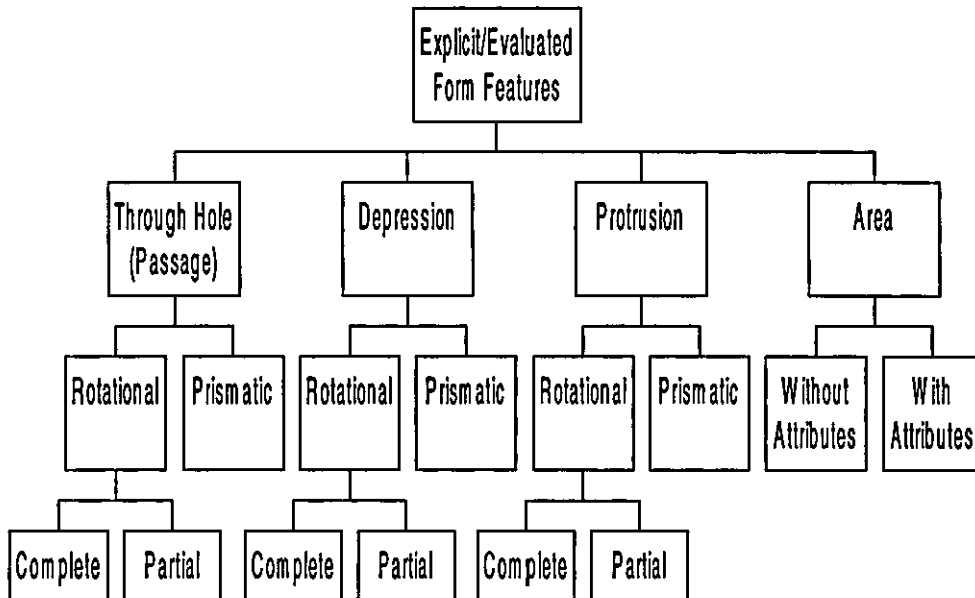 Explicit/Evaluated
Form Features
Through Hole
(Passage)
Depression
Protrusion
Area
Rotational
Prismatic
Rotational
Prismatic
Rotational
Prismatic
Without
Attributes
With
Attributes
Complete
Partial
Complete
Partial
Complete
Partial